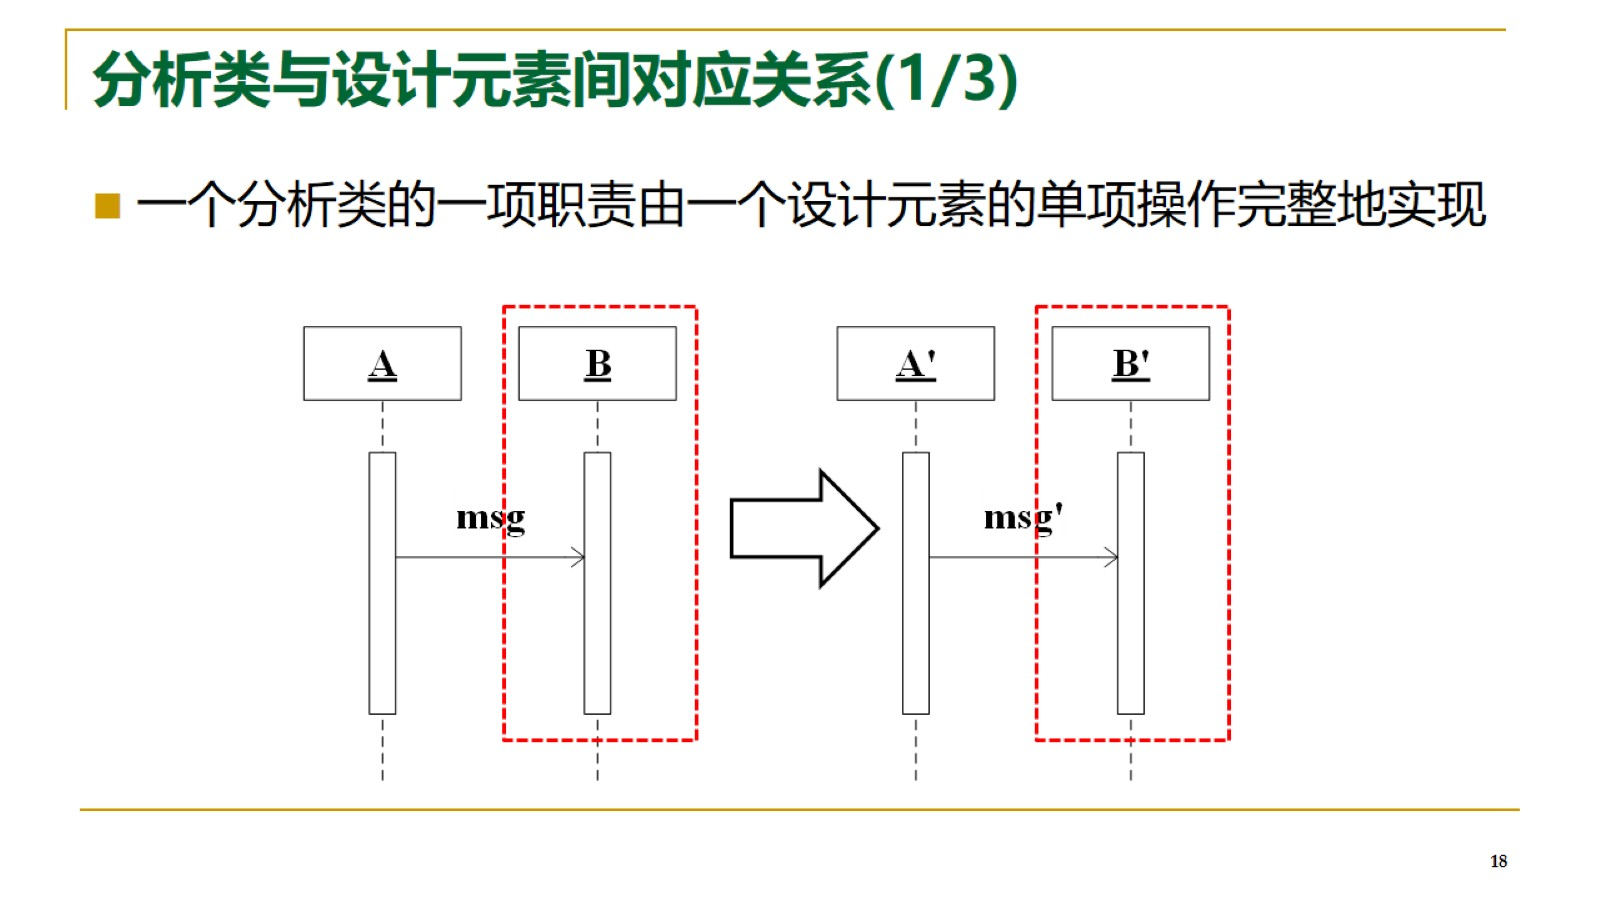 分析类与设计元素间对应关系(1/3)
一个分析类的一项职责由一个设计元素的单项操作完整地实现
A
B
A'
B'
msg
msg'
18